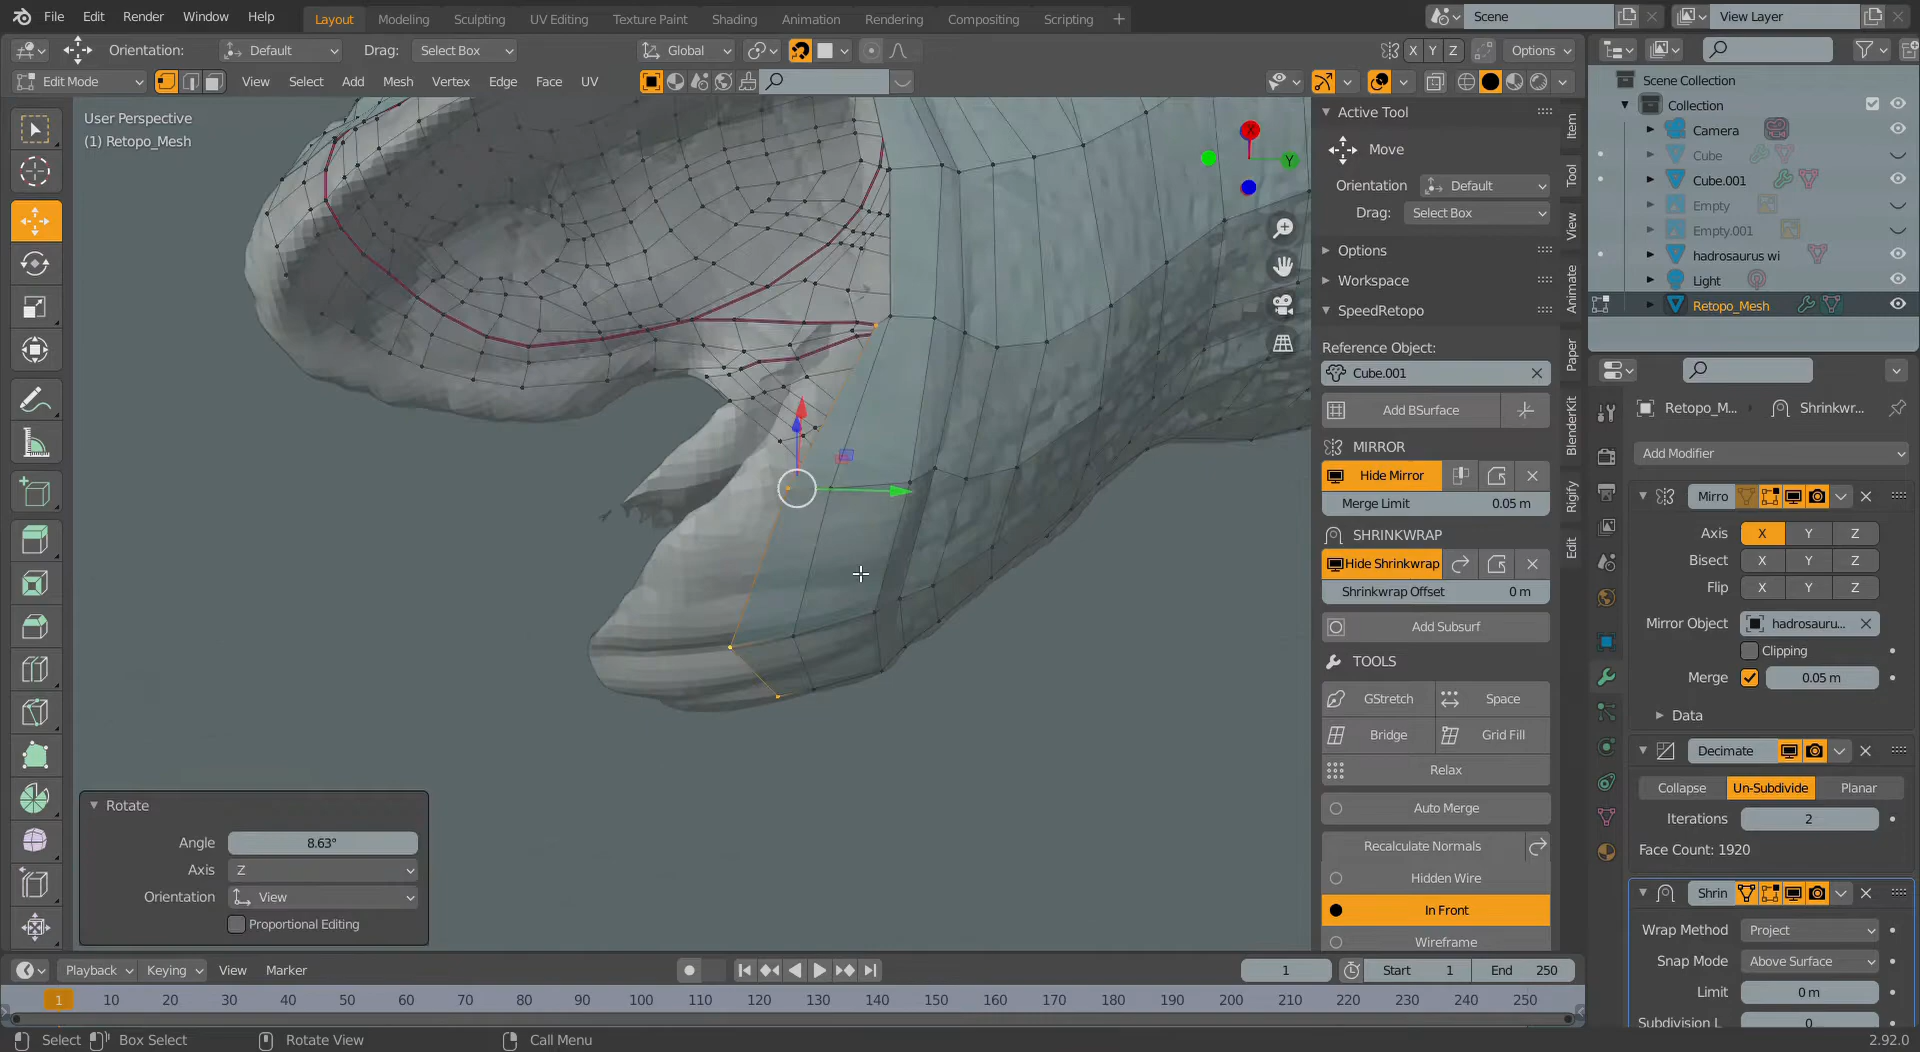 File Edit Render Window Help Layout Modeling Sculpting UV Editing Texture Paint Shading Animation Rendering Compositing Scripting + Scene View Layer
Orientation: Default Drag: Select Box Global X Y Z Options
Edit Mode View Select Add Mesh Vertex Edge Face UV
User Perspective
(1) Retopo_Mesh
X
Y
Rotate
Angle 8.63°
Axis Z
Orientation View
Proportional Editing
Active Tool
Move
Orientation Default
Drag: Select Box
Options
Workspace
SpeedRetopo
Reference Object:
Cube.001
Add BSurface
MIRROR
Hide Mirror
Merge Limit 0.05 m
SHRINKWRAP
Hide Shrinkwrap
Shrinkwrap Offset 0 m
Add Subsurf
TOOLS
GStretch Space
Bridge Grid Fill
Relax
Auto Merge
Recalculate Normals
Hidden Wire
In Front
Wireframe
Item
Tool
View
Animate
Paper
BlenderKit
Rigify
Edit
Scene Collection
Collection
Camera
Cube
Cube.001
Empty
Empty.001
hadrosaurus wi
Light
Retopo_Mesh
Retopo_M... Shrinkwr...
Add Modifier
Mirro
Axis X Y Z
Bisect X Y Z
Flip X Y Z
Mirror Object hadrosauru...
Clipping
Merge 0.05 m
Data
Decimate
Collapse Un-Subdivide Planar
Iterations 2
Face Count: 1920
Shrin
Wrap Method Project
Snap Mode Above Surface
Limit 0 m
Subdivision L 0
Playback Keying View Marker 1 Start 1 End 250
1 10 20 30 40 50 60 70 80 90 100 110 120 130 140 150 160 170 180 190 200 210 220 230 240 250
Select Box Select Rotate View Call Menu 2.92.0